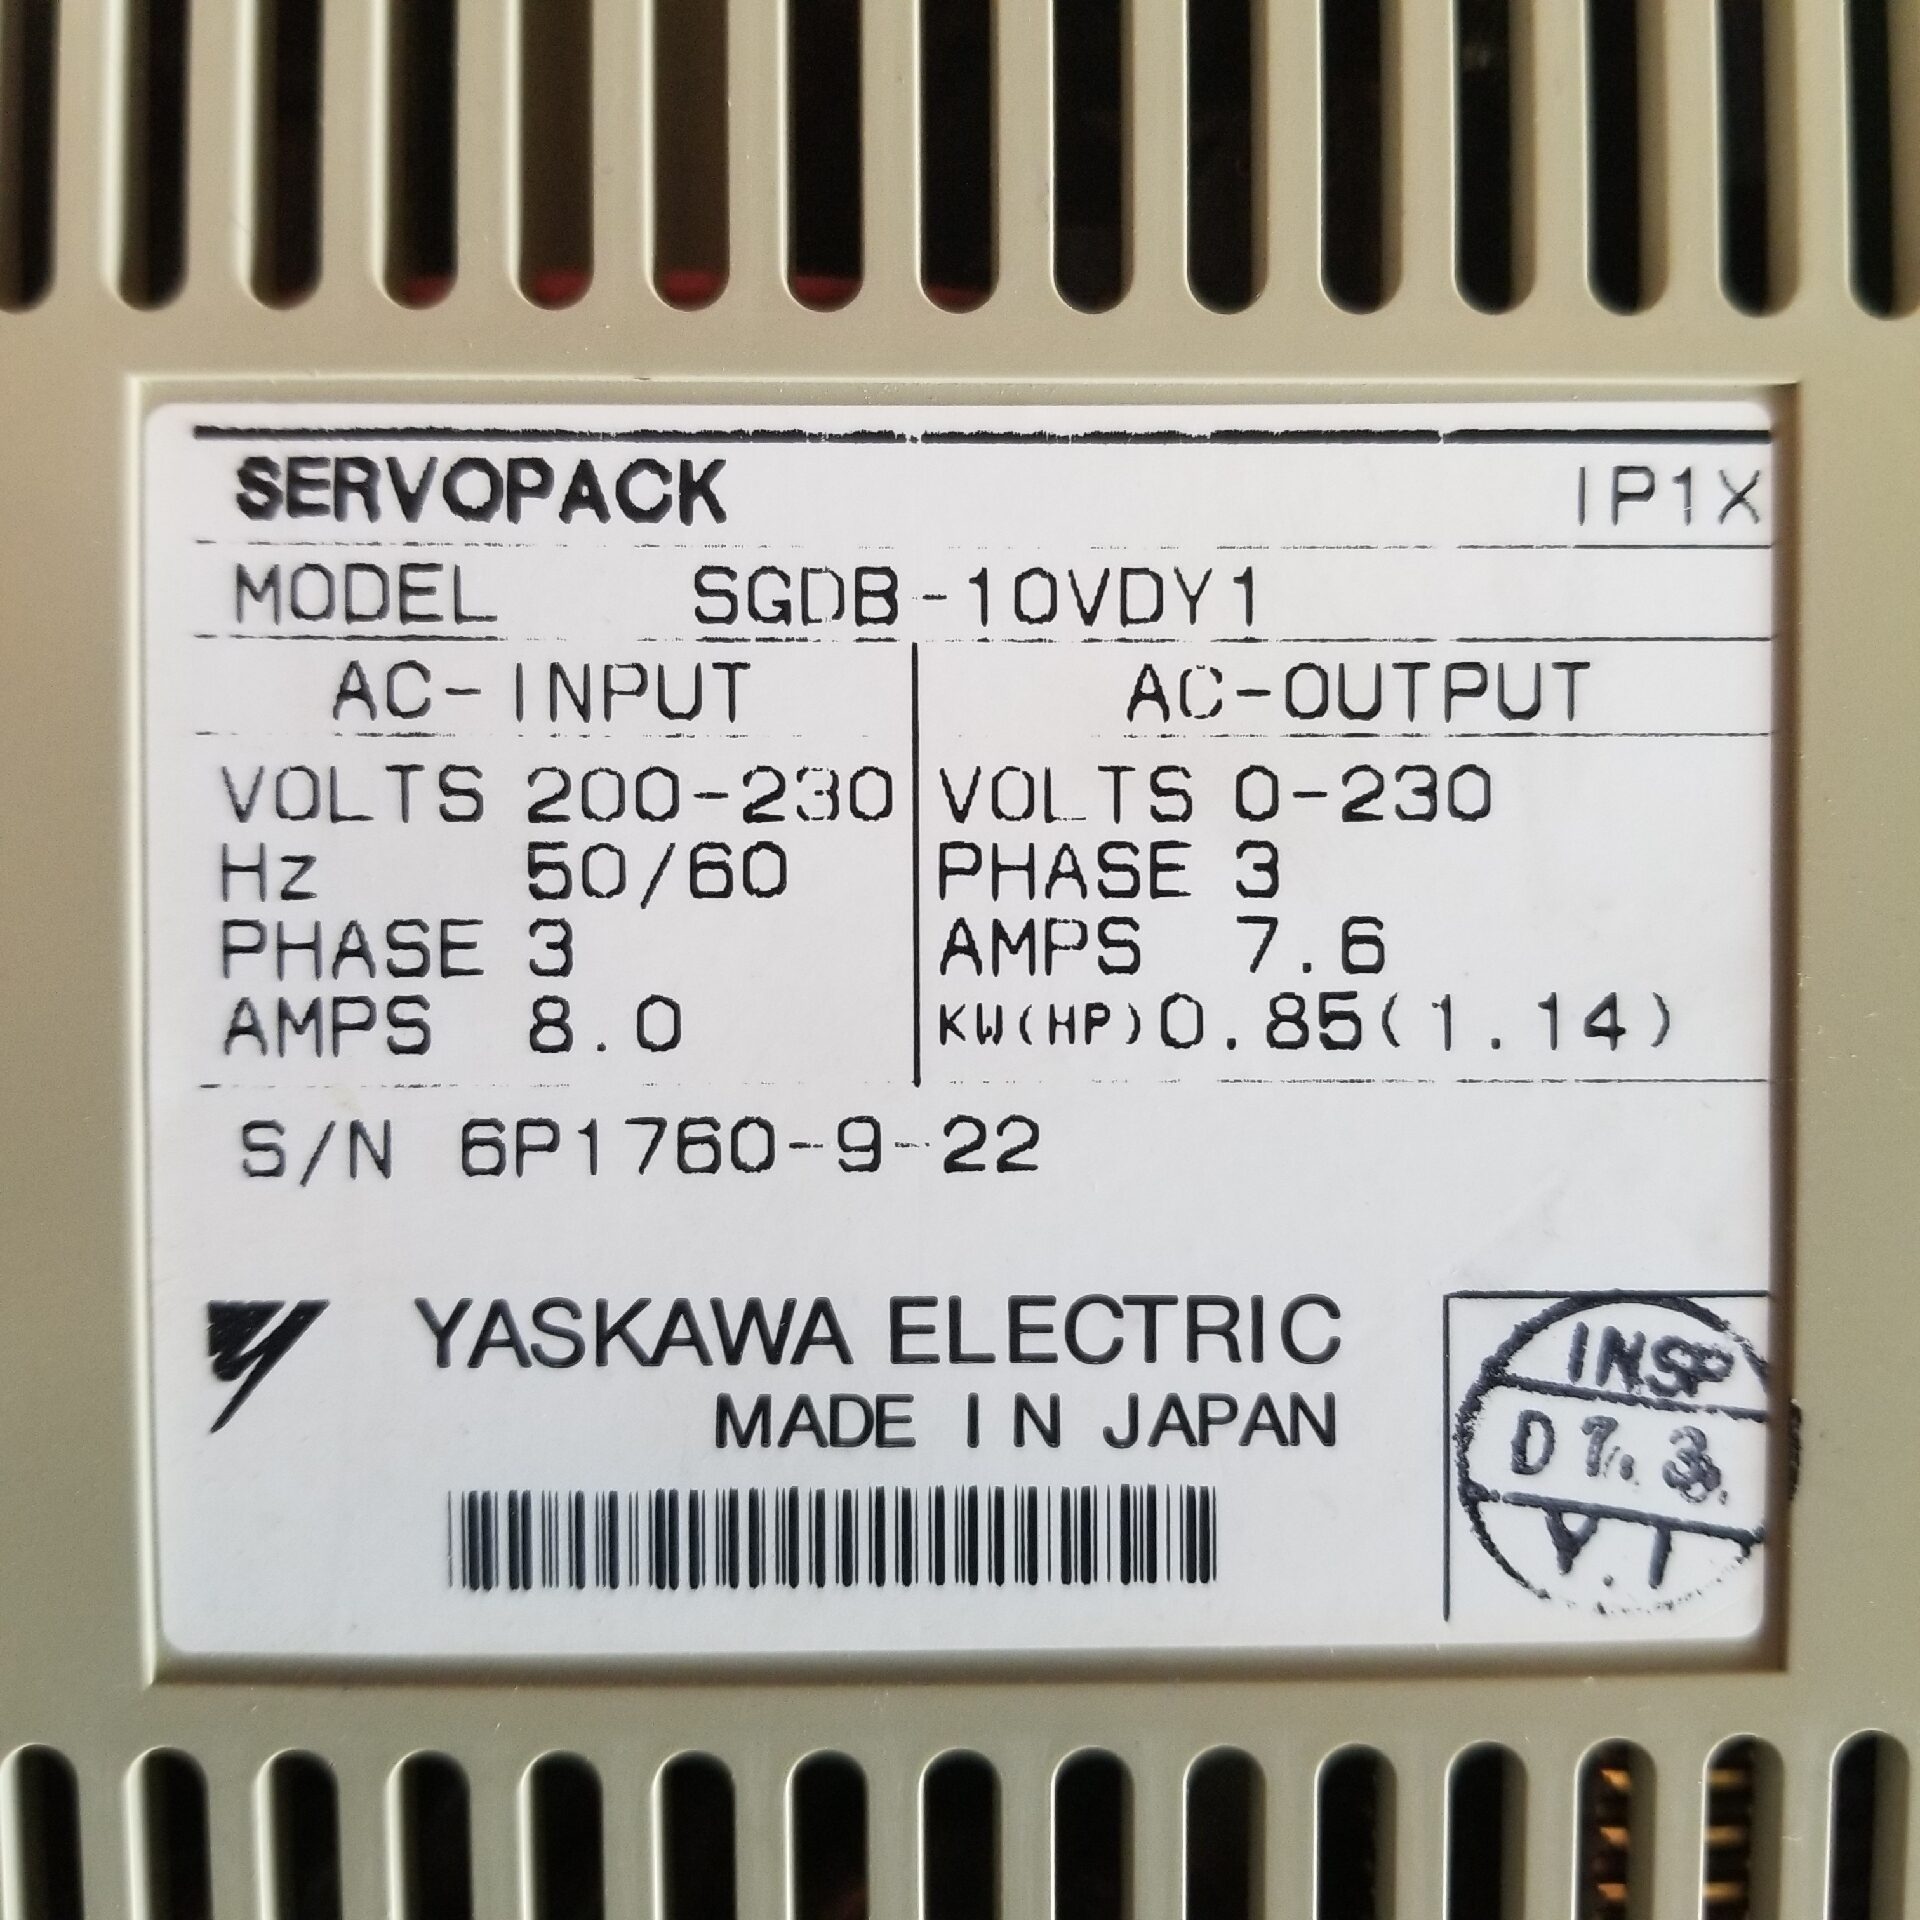 SERVOPACK IP1X
MODEL SGDB-10VDY1
AC-INPUT AC-OUTPUT
VOLTS 200-230 VOLTS 0-230
Hz 50/60 PHASE 3
PHASE 3 AMPS 7.6
AMPS 8.0 KW(HP)0.85(1.14)
S/N 6P1760-9-22
YASKAWA ELECTRIC
MADE IN JAPAN
INSP
V.I